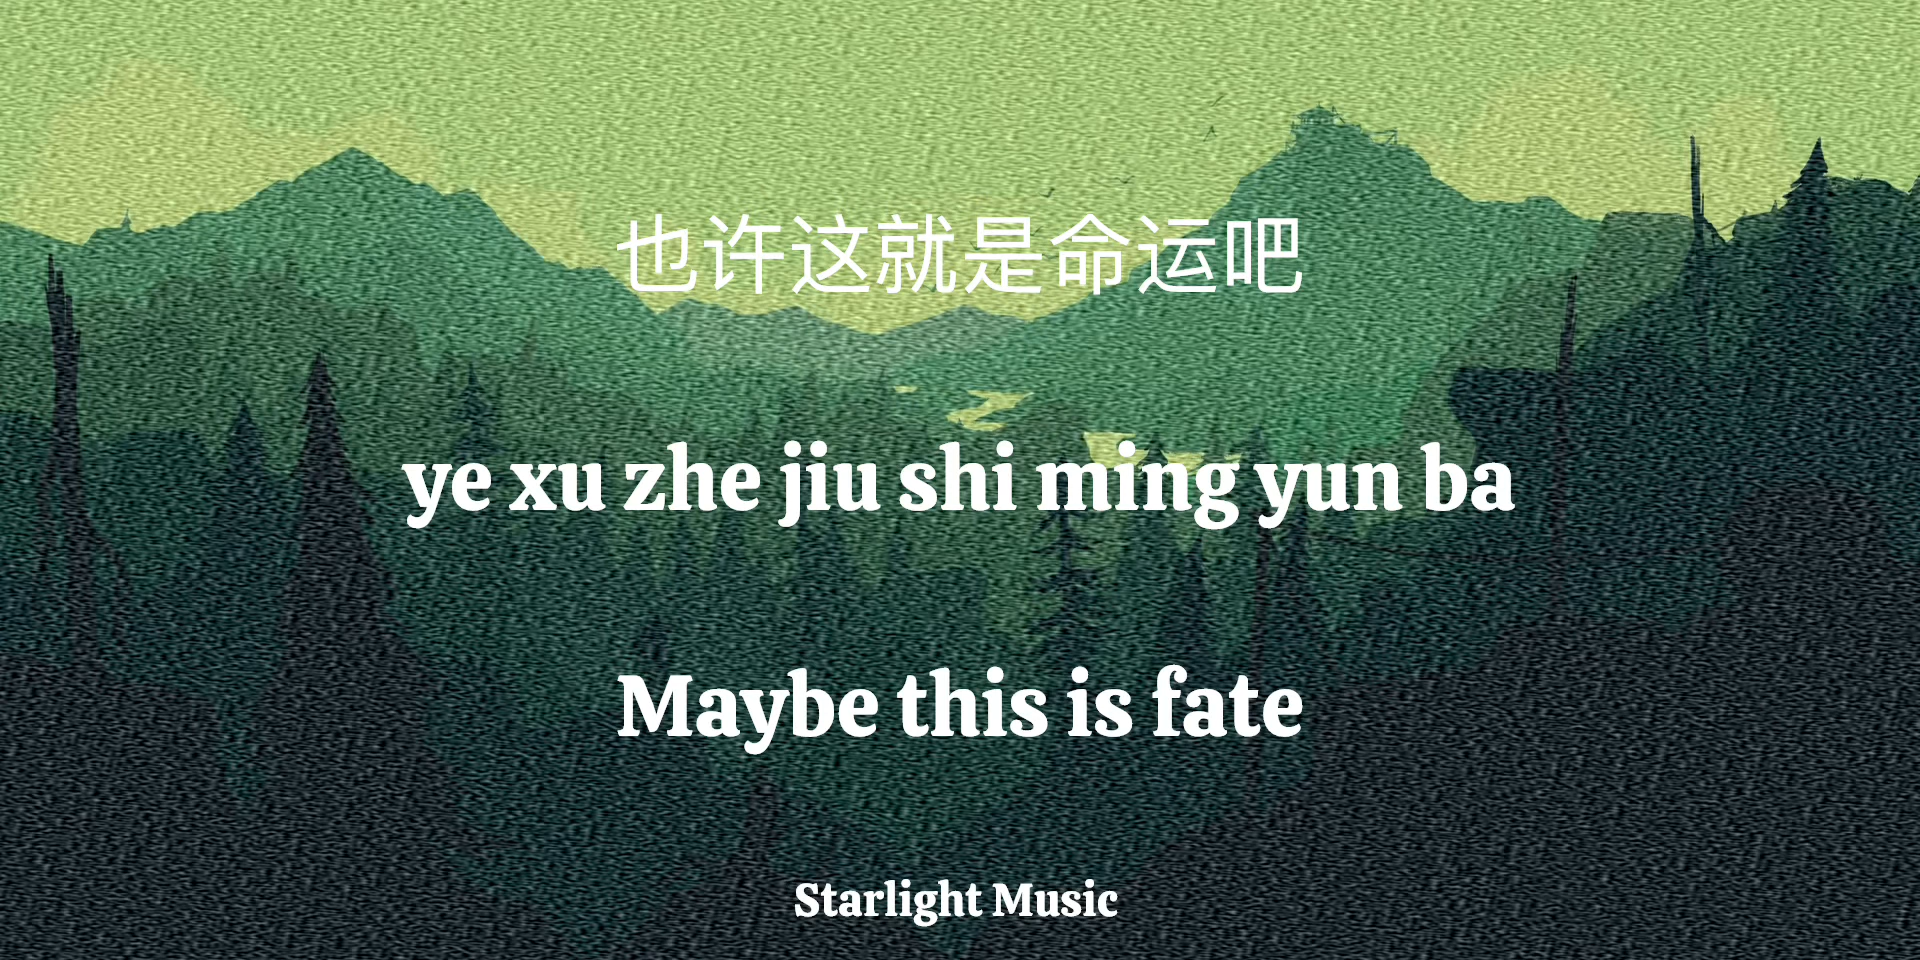 也许这就是命运吧
ye xu zhe jiu shi ming yun ba
Maybe this is fate
Starlight Music